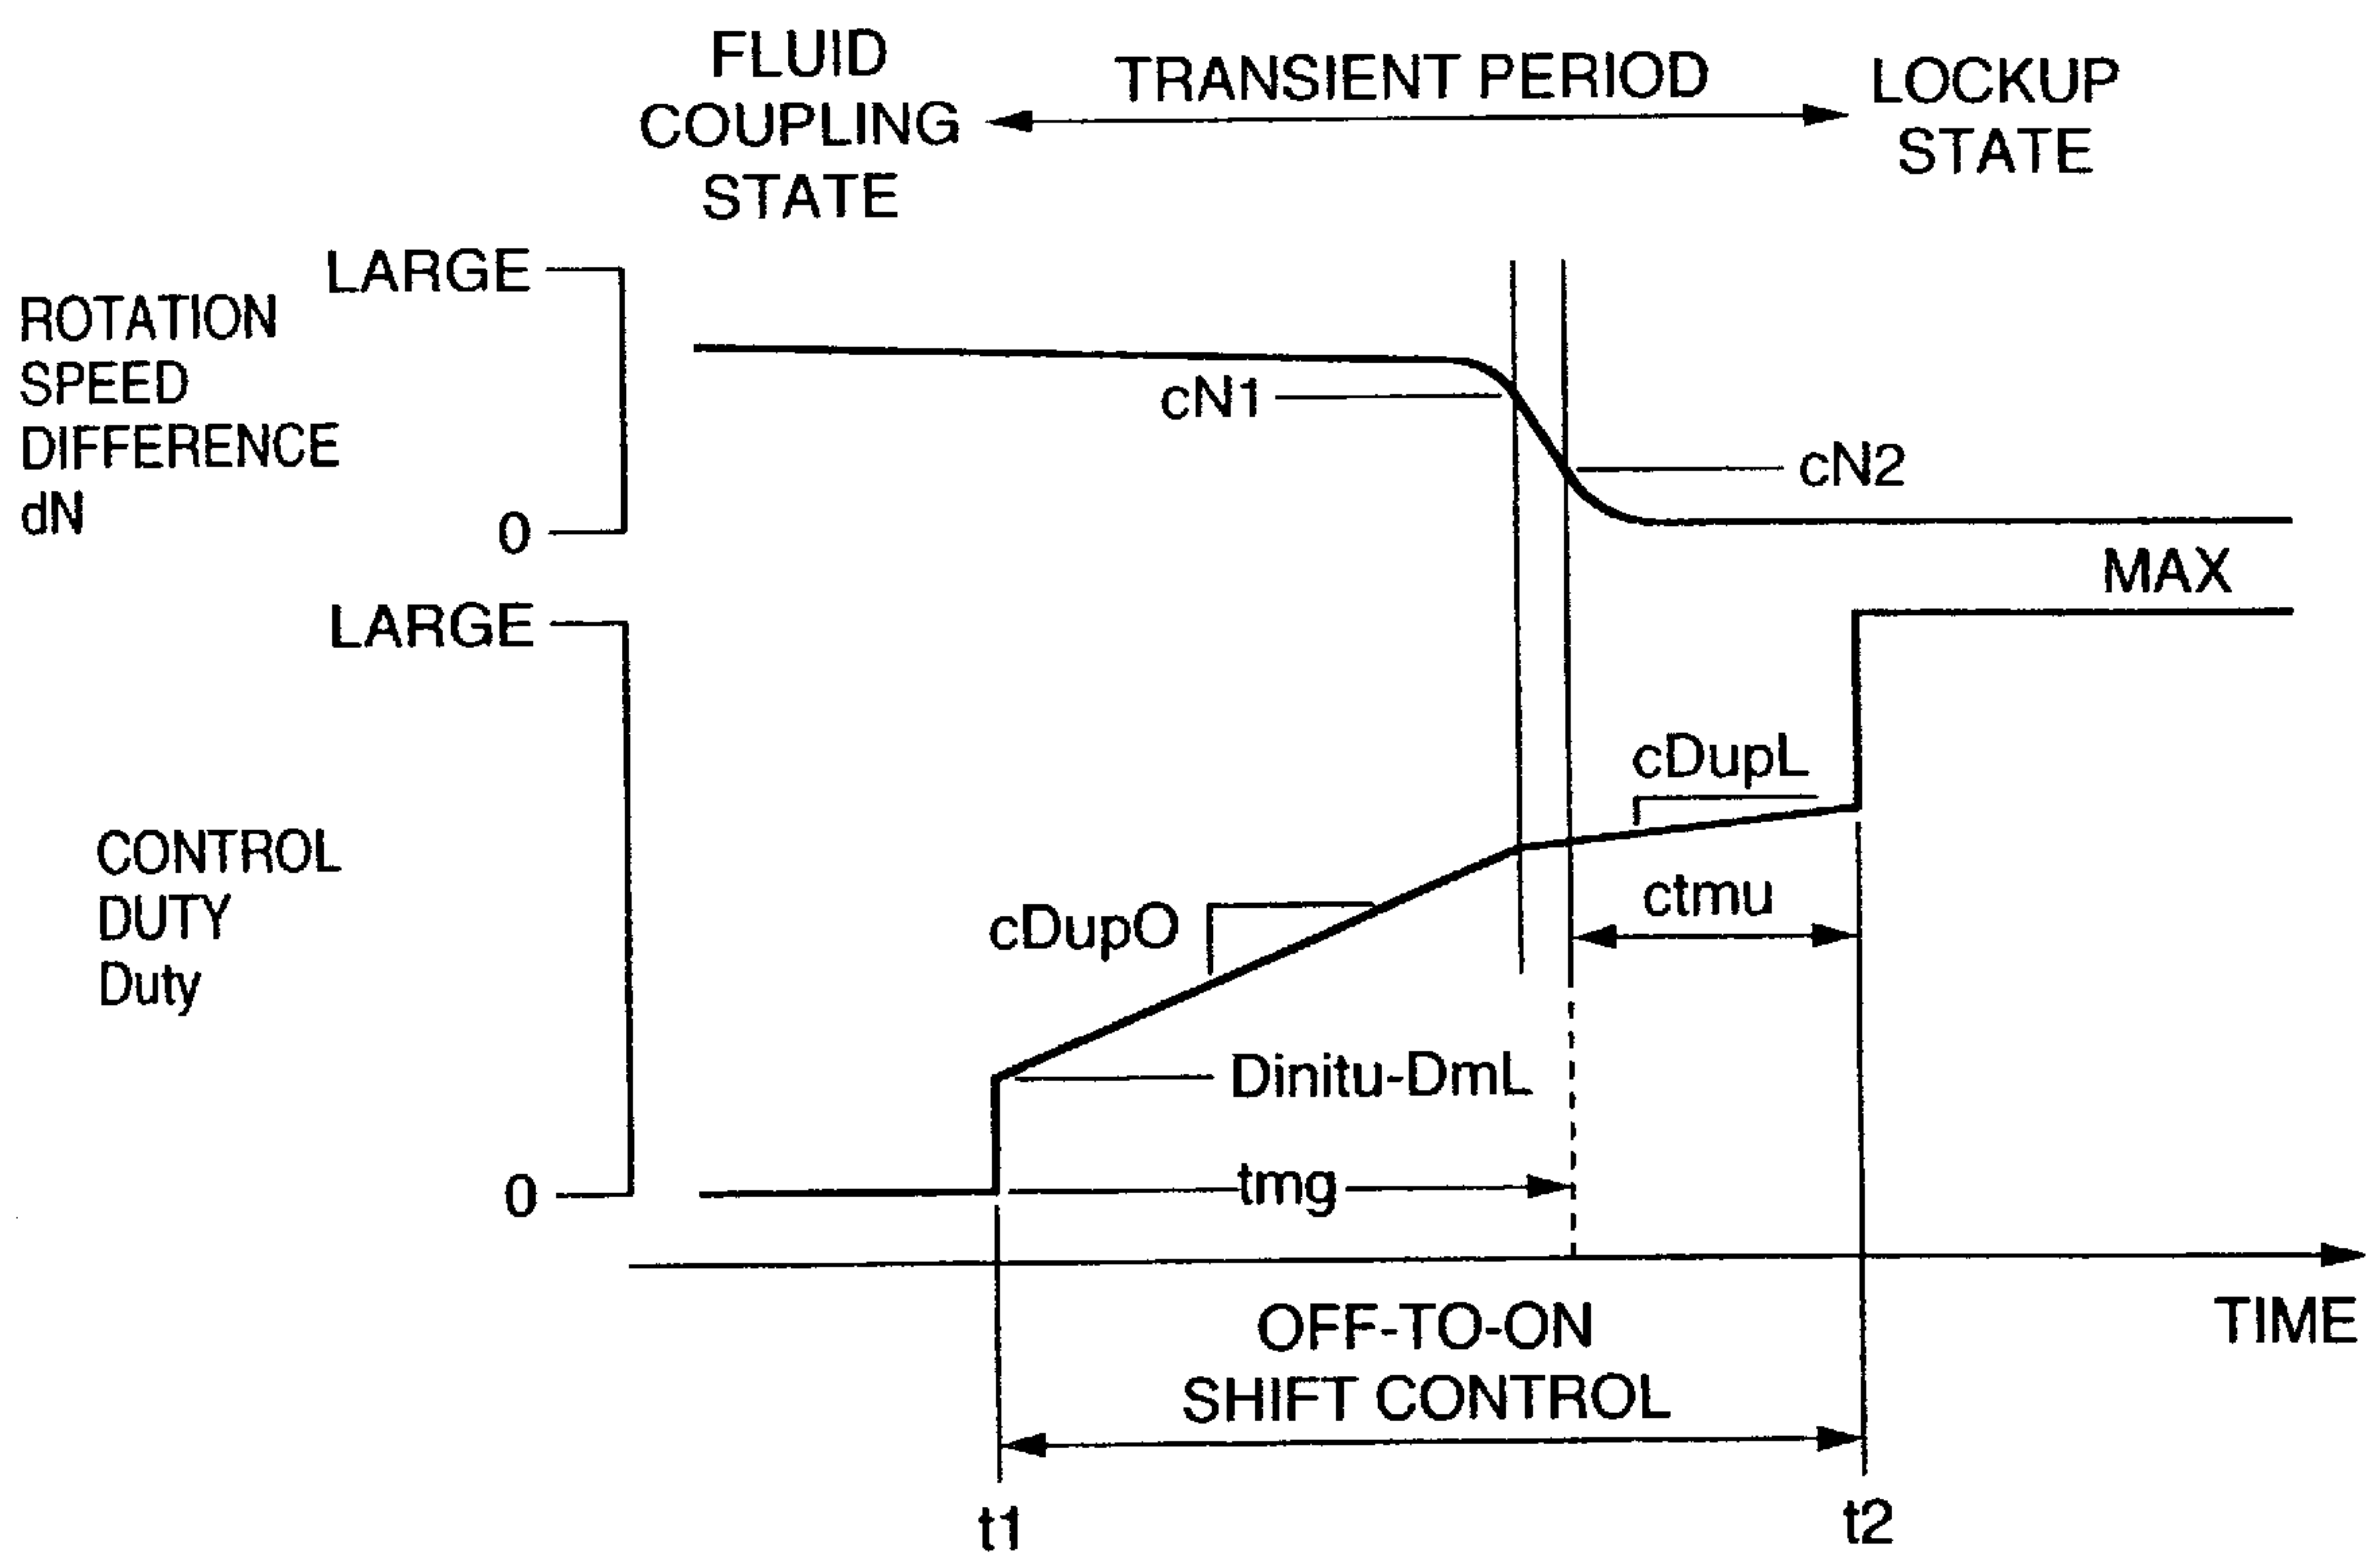 FLUID
COUPLING
STATE
TRANSIENT PERIOD
LOCKUP
STATE
LARGE
ROTATION
SPEED
DIFFERENCE
dN
0
cN1
cN2
MAX
LARGE
CONTROL
DUTY
Duty
0
cDupL
ctmu
cDupO
Dinitu-DmL
tmg
TIME
OFF-TO-ON
SHIFT CONTROL
t1
t2